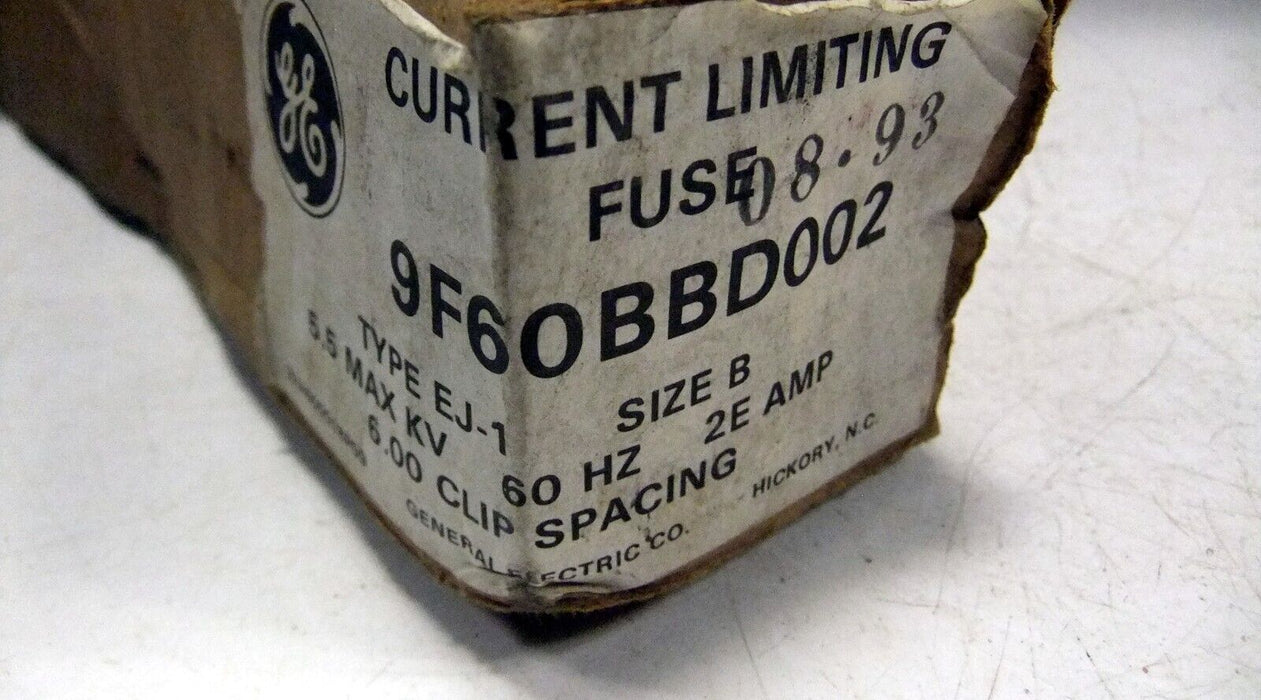 GE
CURRENT LIMITING
FUSE 08.93
9F60BBD002
TYPE EJ-1 SIZE B
5.5 MAX KV 60 HZ 2E AMP
6.00 CLIP SPACING
GENERAL ELECTRIC CO. HICKORY, N.C.